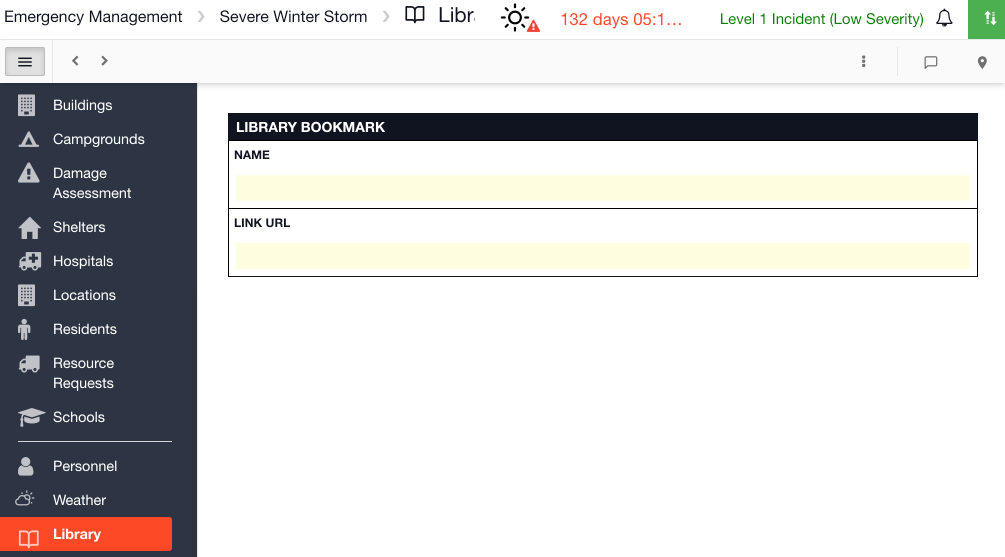 Emergency Management
Severe Winter Storm
Libr
132 days 05:1...
Level 1 Incident (Low Severity)
Buildings
Campgrounds
Damage
Assessment
Shelters
Hospitals
Locations
Residents
Resource
Requests
Schools
Personnel
Weather
Library
LIBRARY BOOKMARK
NAME
LINK URL